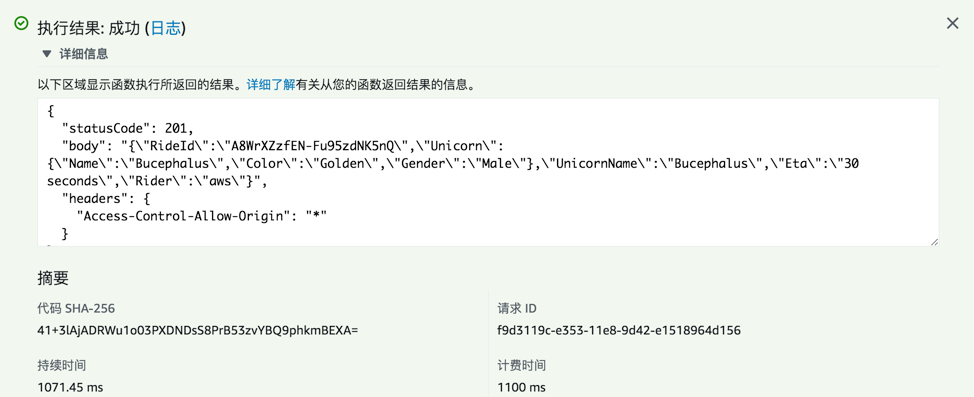 执行结果: 成功 (日志)
▼ 详细信息
以下区域显示函数执行所返回的结果。详细了解有关从您的函数返回结果的信息。
{
  "statusCode": 201,
  "body": "{\"RideId\":\"A8WrXZzfEN-Fu95zdNK5nQ\",\"Unicorn\":
{\"Name\":\"Bucephalus\",\"Color\":\"Golden\",\"Gender\":\"Male\"},\"UnicornName\":\"Bucephalus\",\"Eta\":\"30
seconds\",\"Rider\":\"aws\"}",
  "headers": {
    "Access-Control-Allow-Origin": "*"
  }
摘要
代码 SHA-256
41+3lAjADRWu1o03PXDNDsS8PrB53zvYBQ9phkmBEXA=
请求 ID
f9d3119c-e353-11e8-9d42-e1518964d156
持续时间
1071.45 ms
计费时间
1100 ms